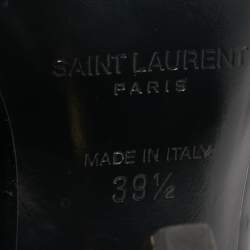 SAINT LAURENT
PARIS
MADE IN ITALY
39½